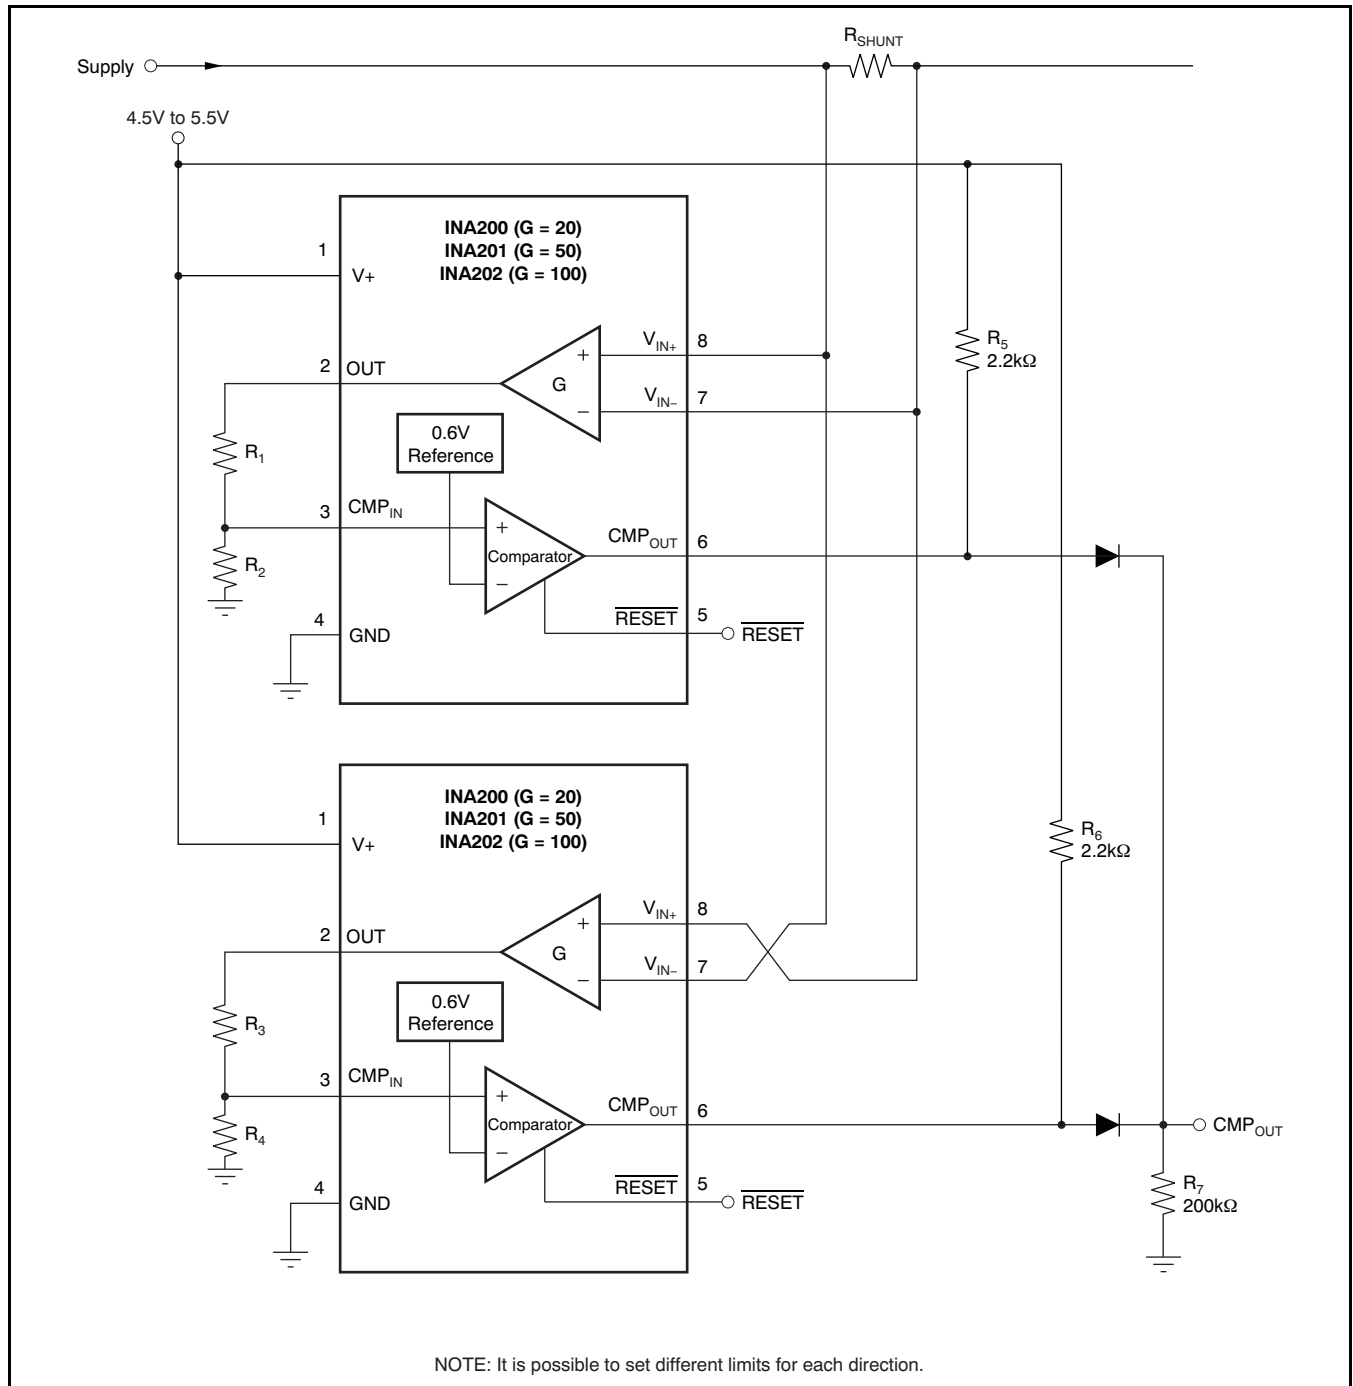 R_SHUNT
Supply
4.5V to 5.5V
INA200 (G = 20)
INA201 (G = 50)
INA202 (G = 100)
1
V+
V_IN+
8
R5
2.2kΩ
2
OUT
G
+
−
V_IN−
7
0.6V
Reference
R1
3
CMP_IN
+
Comparator
−
CMP_OUT
6
R2
RESET
5
RESET
4
GND
INA200 (G = 20)
INA201 (G = 50)
INA202 (G = 100)
1
V+
R6
2.2kΩ
V_IN+
8
2
OUT
G
+
−
V_IN−
7
0.6V
Reference
R3
3
CMP_IN
+
Comparator
−
CMP_OUT
6
CMP_OUT
R4
RESET
5
RESET
4
GND
R7
200kΩ
NOTE: It is possible to set different limits for each direction.